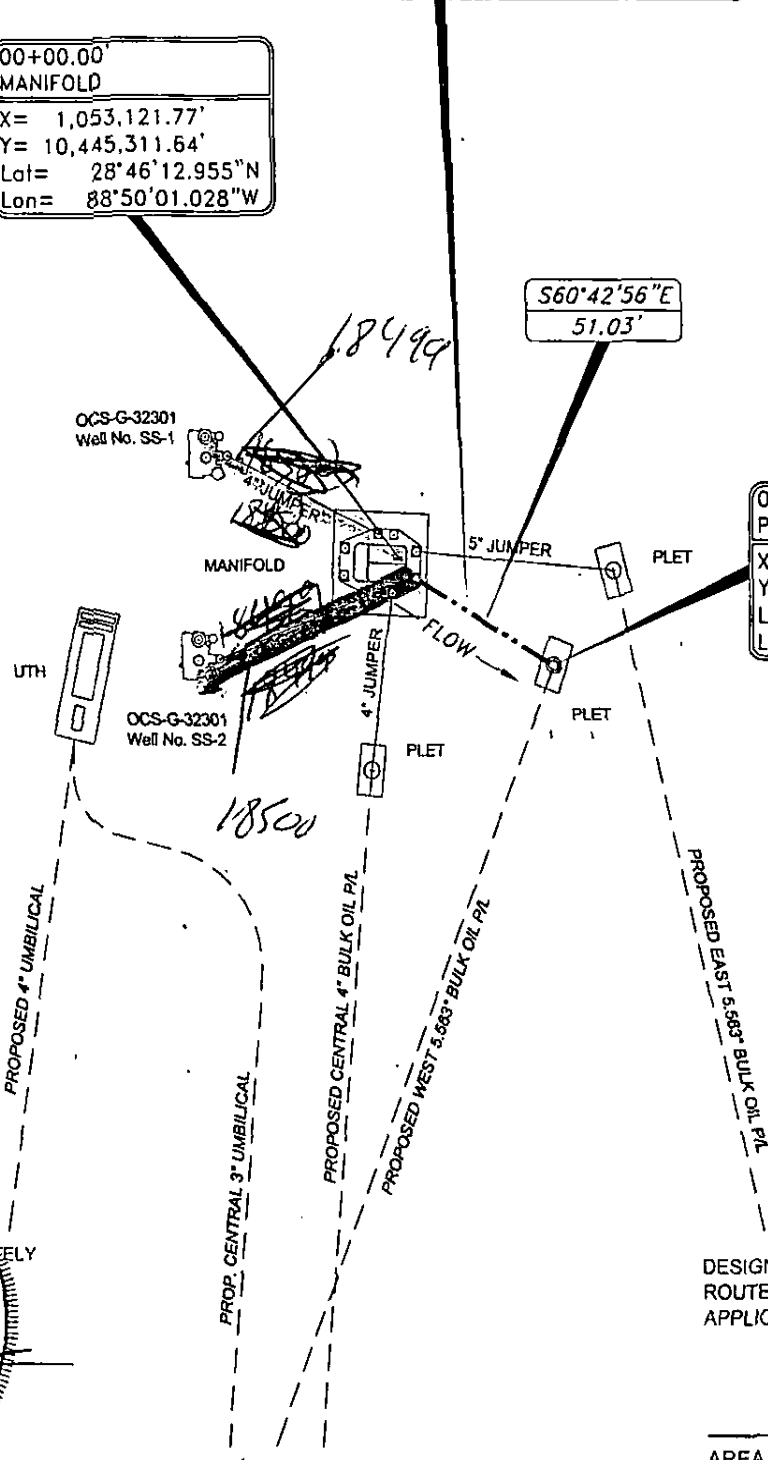 00+00.00'
MANIFOLD
X= 1,053,121.77'
Y= 10,445,311.64'
Lat= 28°46'12.955"N
Lon= 88°50'01.028"W
S60°42'56"E
51.03'
18499
OCS-G-32301
Well No. SS-1
4" JUMPER
MANIFOLD
5" JUMPER
PLET
FLOW
UTH
OCS-G-32301
Well No. SS-2
4" JUMPER
PLET
PLET
18500
PROPOSED 4" UMBILICAL
PROP. CENTRAL 3" UMBILICAL
PROPOSED CENTRAL 4" BULK OIL P/L
PROPOSED WEST 5.563" BULK OIL P/L
PROPOSED EAST 5.563" BULK OIL P/L
ELY
DESIGN
ROUTE
APPLIC
AREA